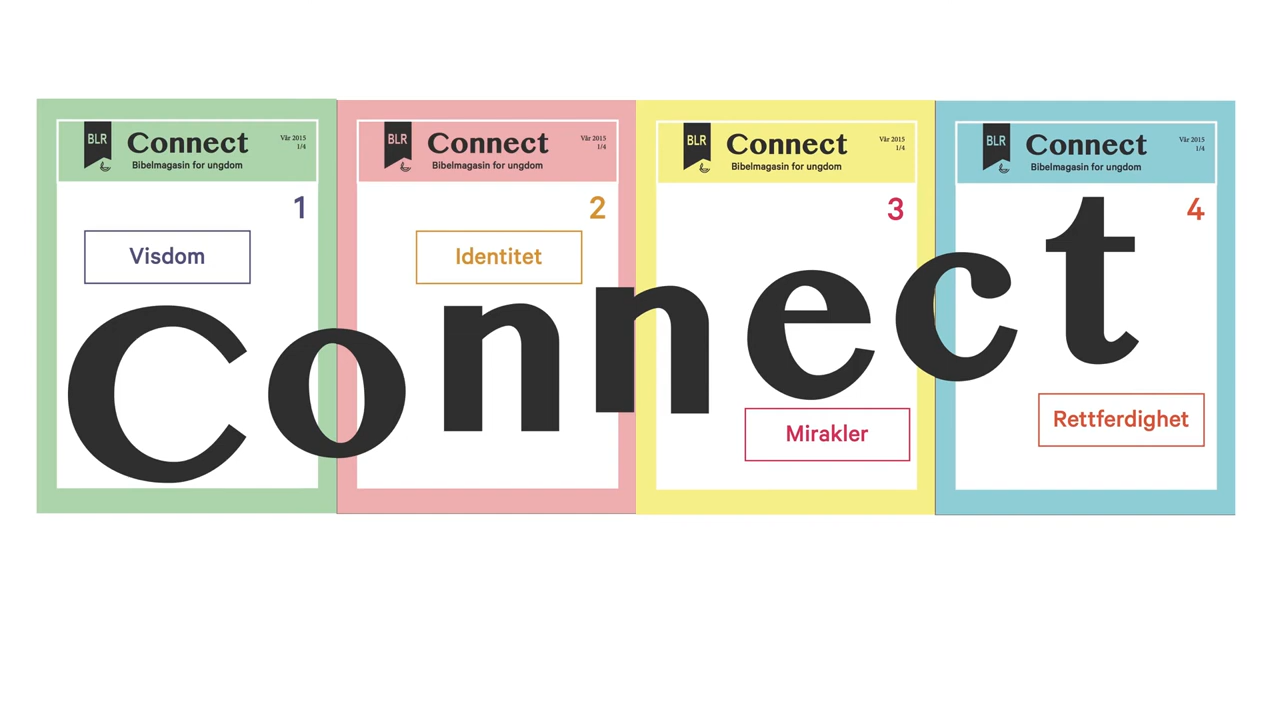 BLR
Connect
Bibelmagasin for ungdom
Vår 2015
1/4
1
Visdom
BLR
Connect
Bibelmagasin for ungdom
Vår 2015
1/4
2
Identitet
BLR
Connect
Bibelmagasin for ungdom
Vår 2015
1/4
3
Mirakler
BLR
Connect
Bibelmagasin for ungdom
Vår 2015
1/4
4
Rettferdighet
Connect